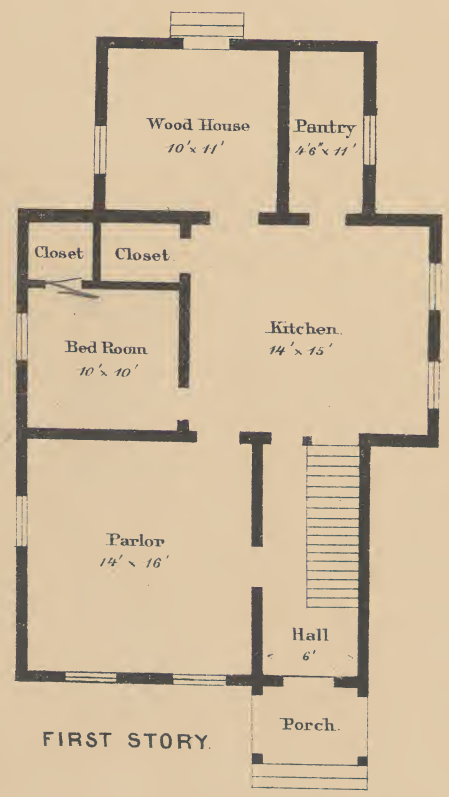 Wood House
10' x 11'
Pantry
4'6" x 11'
Closet
Closet.
Kitchen.
14' x 15'
Bed Room
10' x 10'
Parlor
14' x 16'
Hall
6'
Porch.
FIRST STORY.